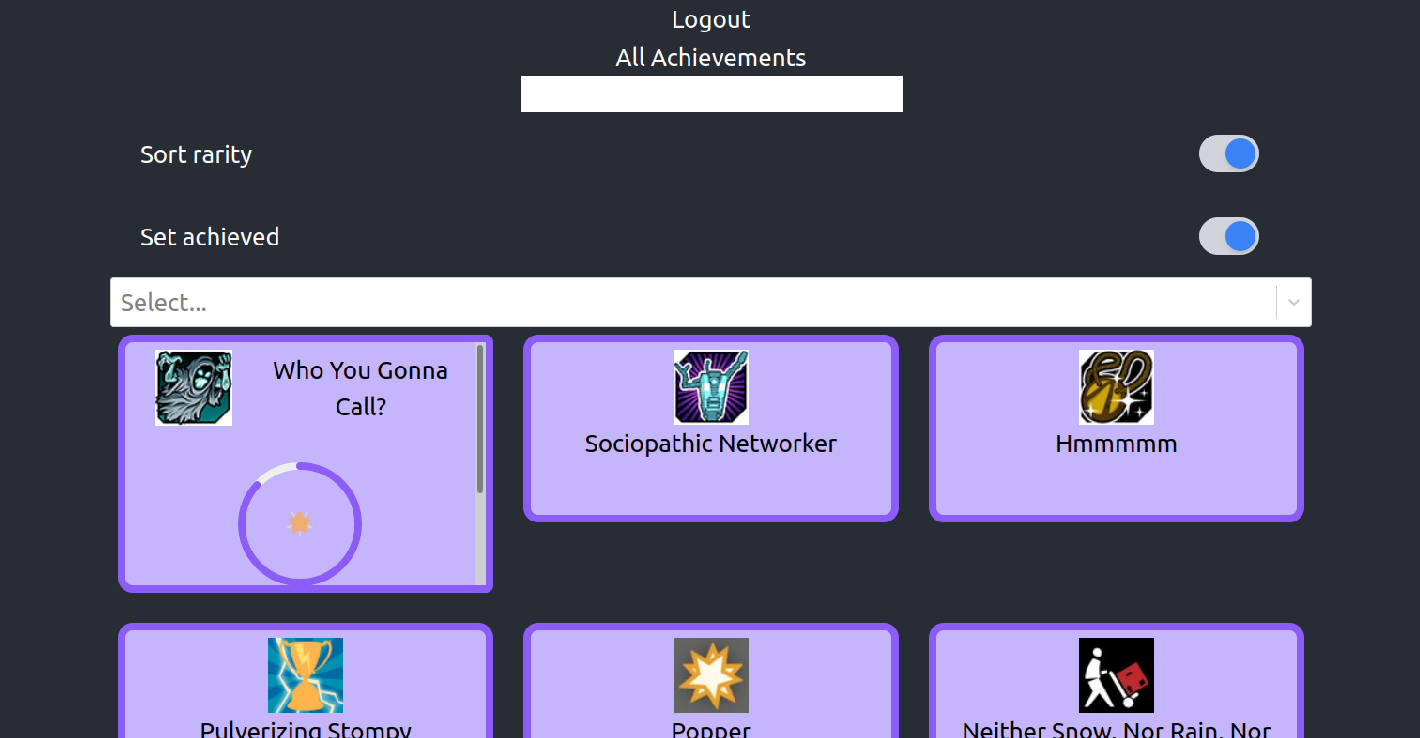 Logout
All Achievements
Sort rarity
Set achieved
Select...
Who You Gonna
Call?
Sociopathic Networker
Hmmmmm
Pulverizing Stompy
Popper
Neither Snow, Nor Rain, Nor